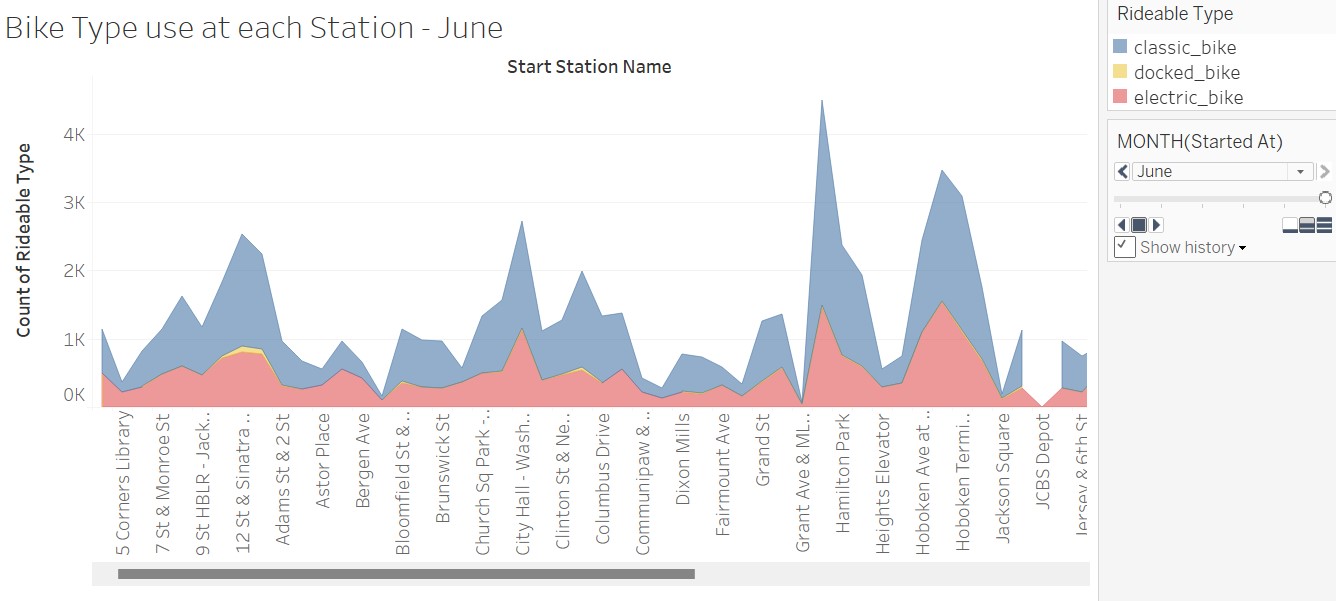 Bike Type use at each Station - June
Start Station Name
Count of Rideable Type
4K
3K
2K
1K
0K
5 Corners Library
7 St & Monroe St
9 St HBLR - Jack..
12 St & Sinatra ..
Adams St & 2 St
Astor Place
Bergen Ave
Bloomfield St &..
Brunswick St
Church Sq Park -..
City Hall - Wash..
Clinton St & Ne..
Columbus Drive
Communipaw & ..
Dixon Mills
Fairmount Ave
Grand St
Grant Ave & ML..
Hamilton Park
Heights Elevator
Hoboken Ave at ..
Hoboken Termi..
Jackson Square
JCBS Depot
Jersey & 6th St
Rideable Type
classic_bike
docked_bike
electric_bike
MONTH(Started At)
June
Show history